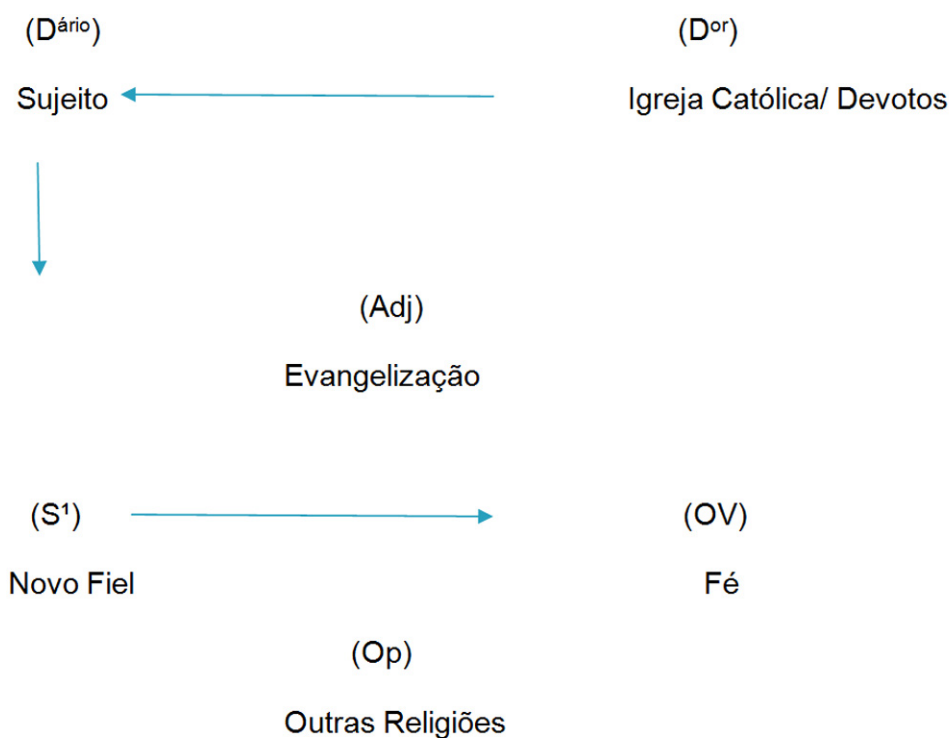 (Dário) (Dor)
Sujeito Igreja Católica/ Devotos
(Adj)
Evangelização
(S¹) (OV)
Novo Fiel Fé
(Op)
Outras Religiões